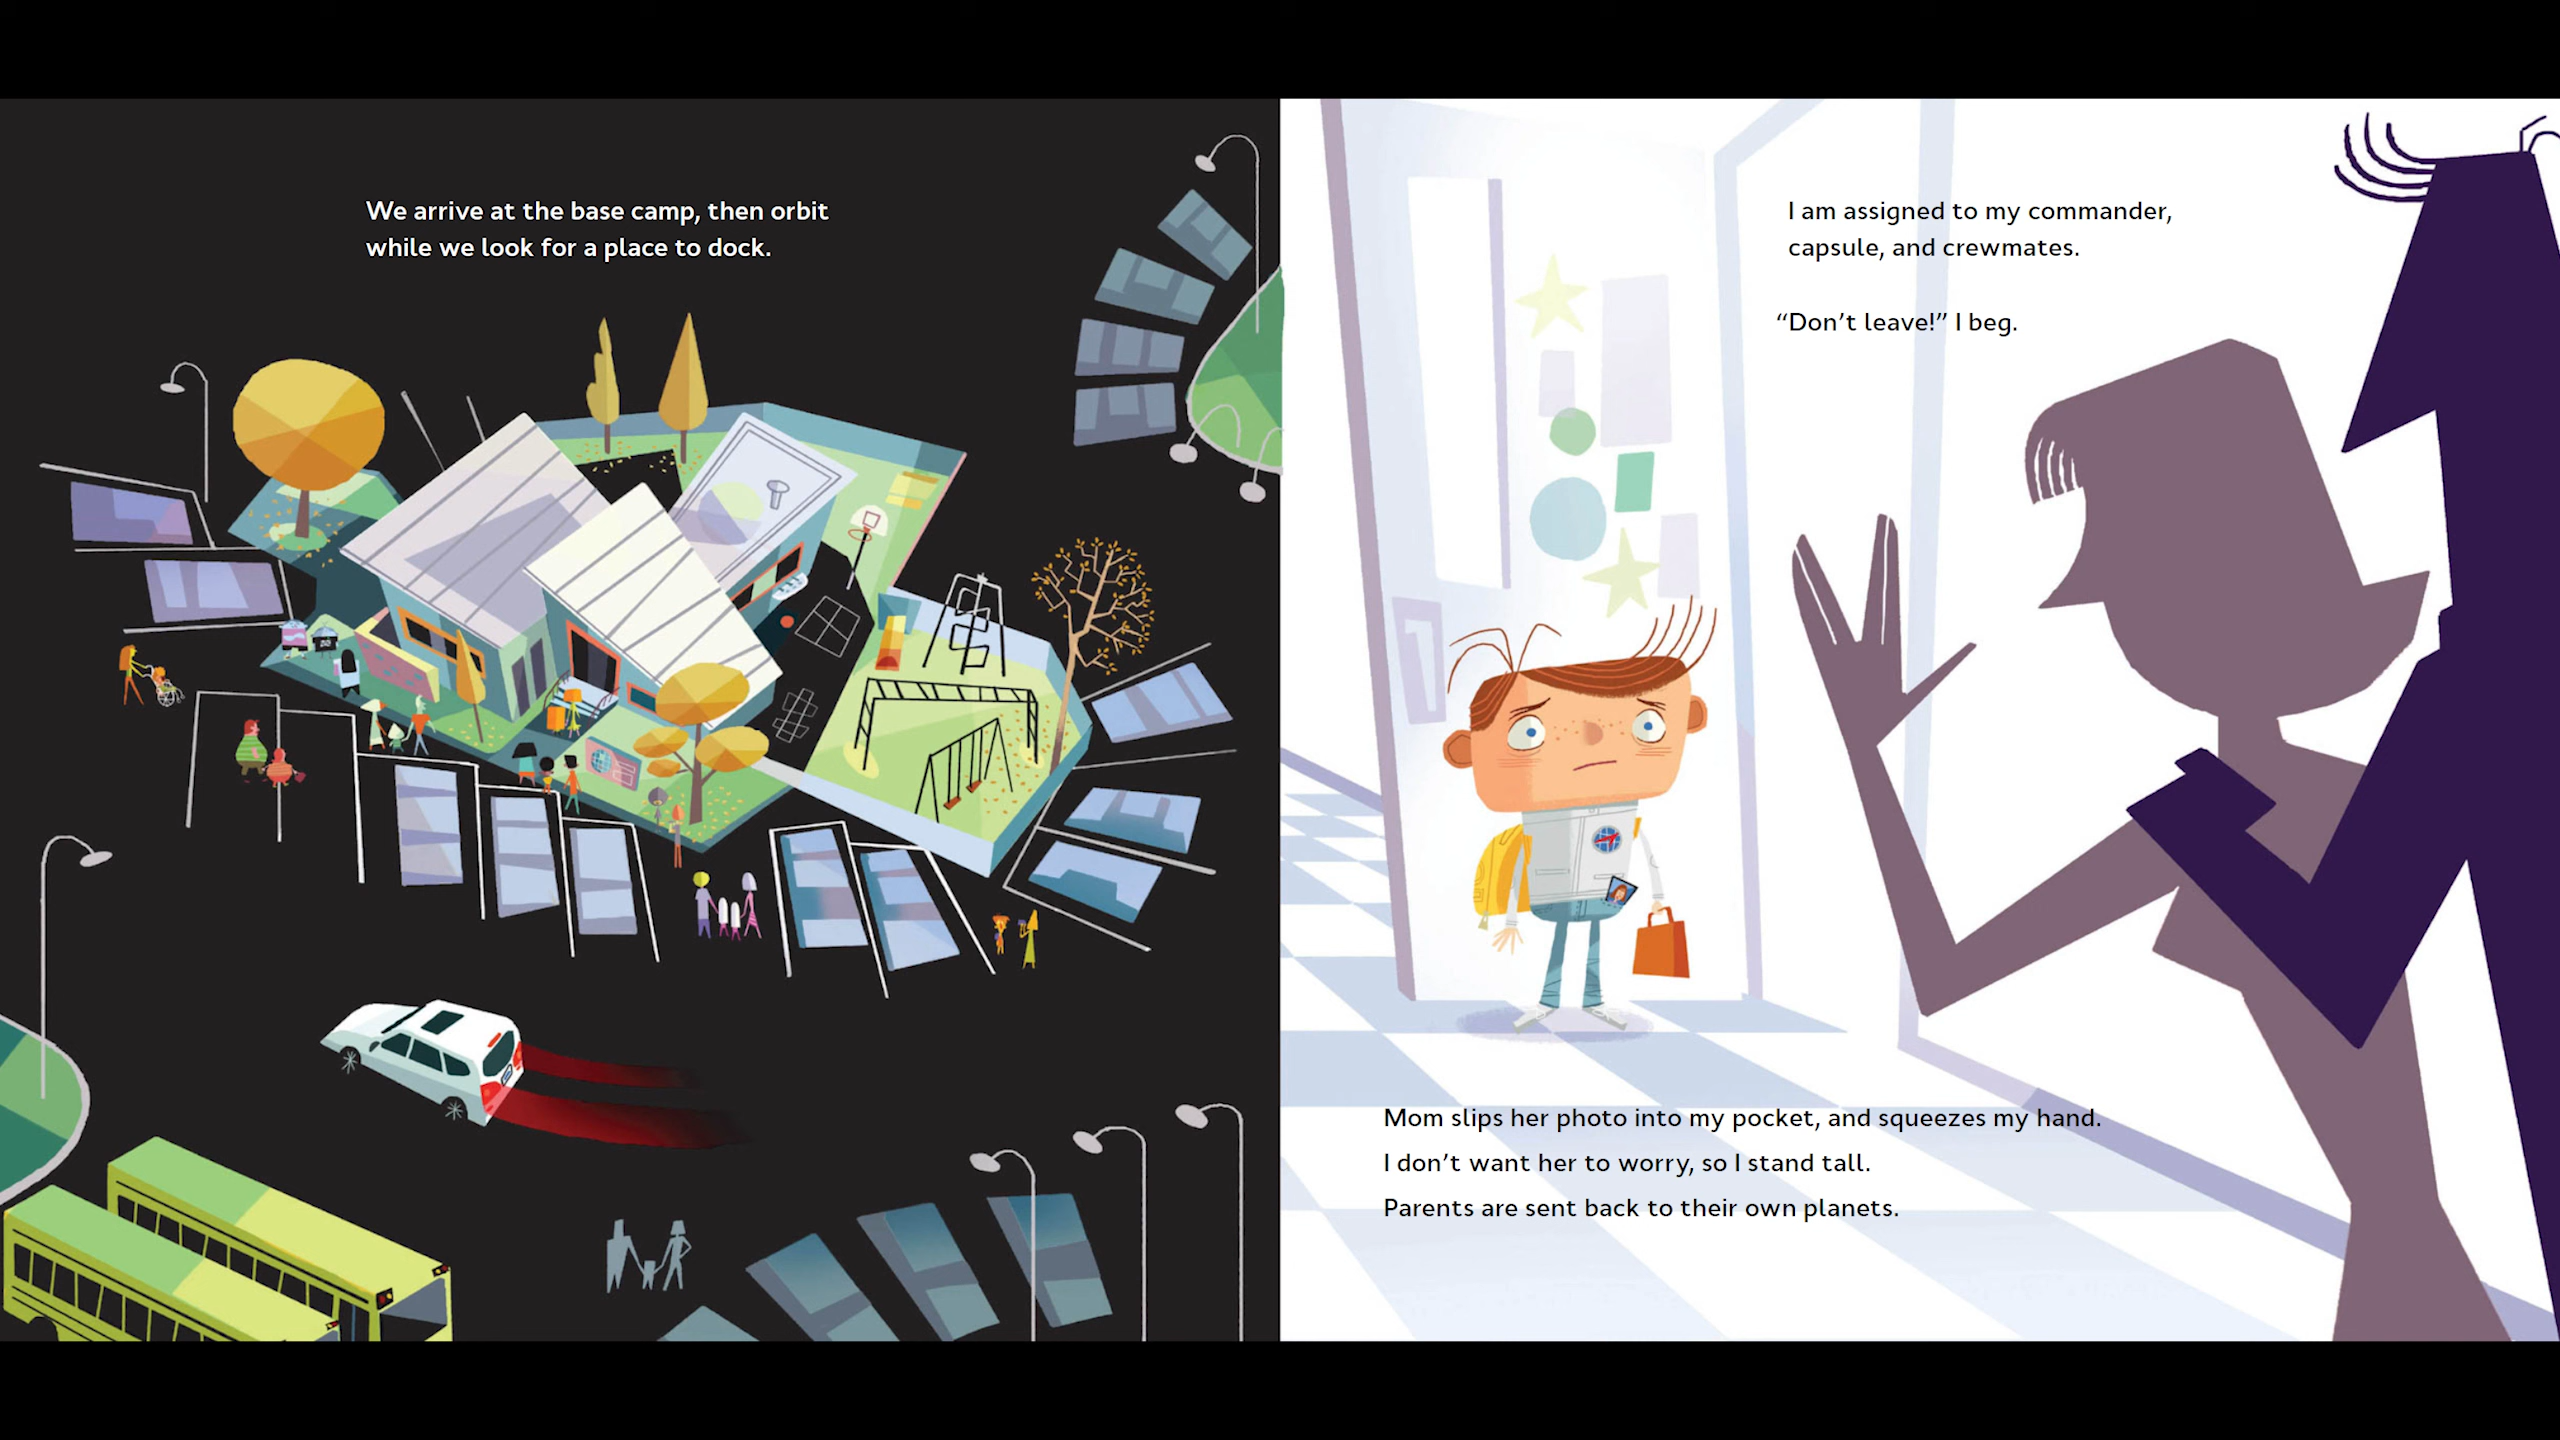 We arrive at the base camp, then orbit
while we look for a place to dock.
I am assigned to my commander,
capsule, and crewmates.
“Don’t leave!” I beg.
Mom slips her photo into my pocket, and squeezes my hand.
I don’t want her to worry, so I stand tall.
Parents are sent back to their own planets.